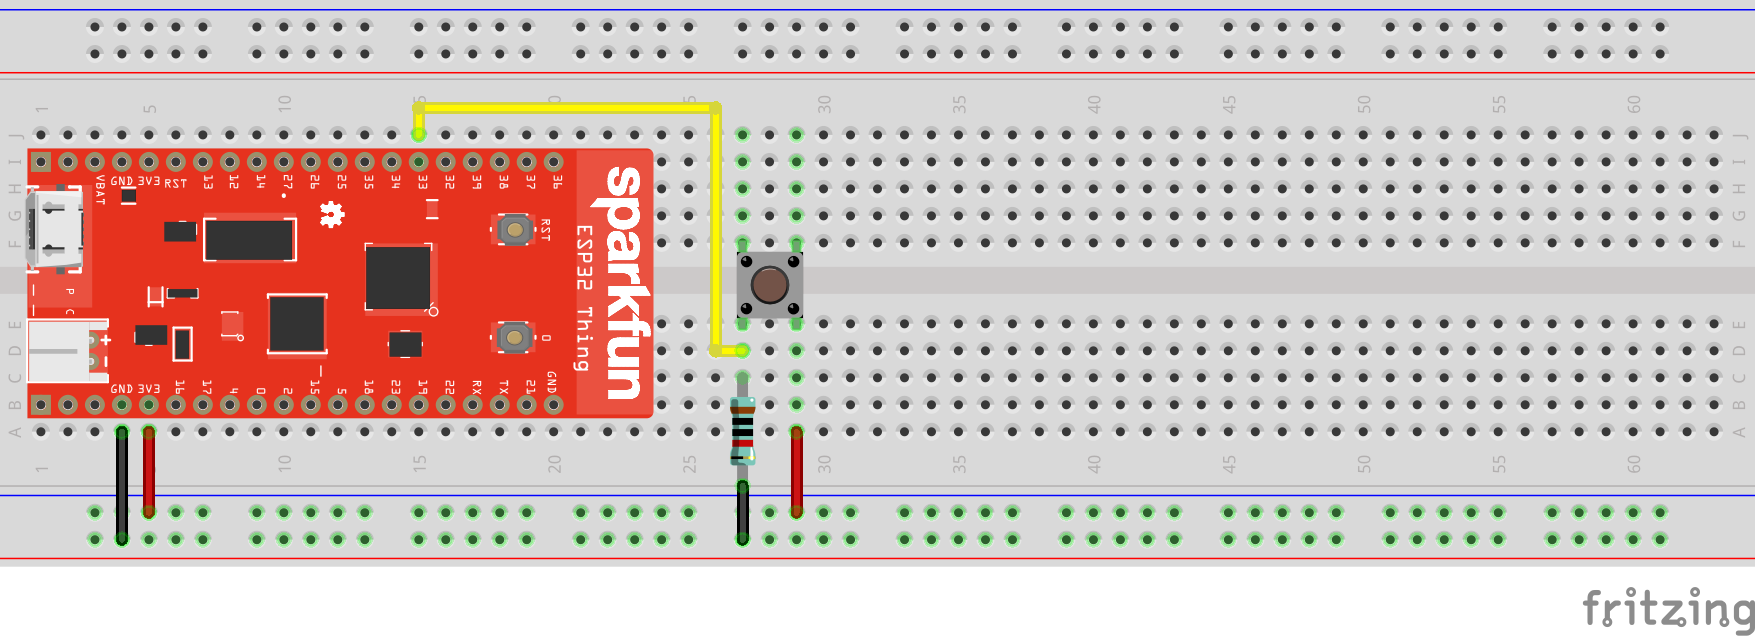 1 5 10 15 20 25 30 35 40 45 50 55 60
J J
I I
VBAT GND 3V3 RST 13 12 14 27 26 25 35 34 33 32 39 38 37 36
H H
G G
F F
RST
sparkfun
ESP32 Thing
E E
D D
C C
0
+
-
GND 3V3 16 17 4 0 2 15 5 18 23 19 22 RX TX 21 GND
B B
A A
1 5 10 15 20 25 30 35 40 45 50 55 60
fritzing